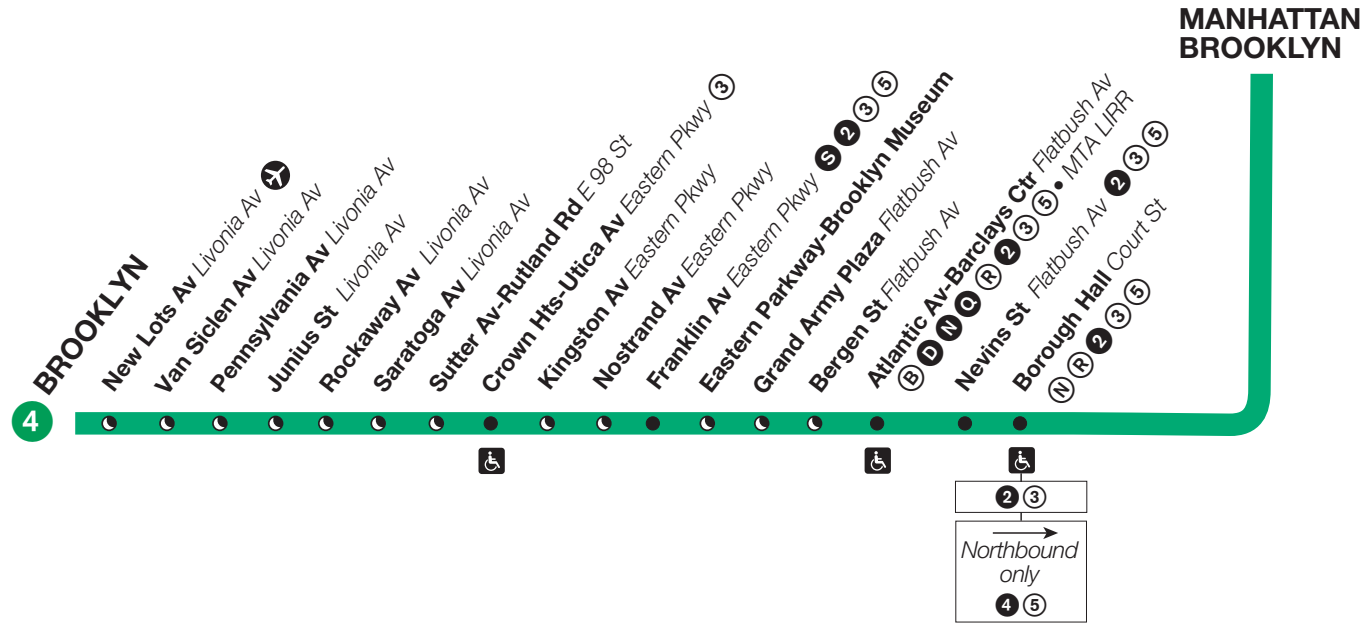 MANHATTAN
BROOKLYN
4
BROOKLYN
New Lots Av Livonia Av
Van Siclen Av Livonia Av
Pennsylvania Av Livonia Av
Junius St Livonia Av
Rockaway Av Livonia Av
Saratoga Av Livonia Av
Sutter Av-Rutland Rd E 98 St
Crown Hts-Utica Av Eastern Pkwy 3
Kingston Av Eastern Pkwy
Nostrand Av Eastern Pkwy
Franklin Av Eastern Pkwy S 2 3 5
Eastern Parkway-Brooklyn Museum
Grand Army Plaza Flatbush Av
Bergen St Flatbush Av
Atlantic Av-Barclays Ctr Flatbush Av
B D N Q R 2 3 5 • MTA LIRR
Nevins St Flatbush Av 2 3 5
Borough Hall Court St
N R 2 3 5
2 3
Northbound
only
4 5